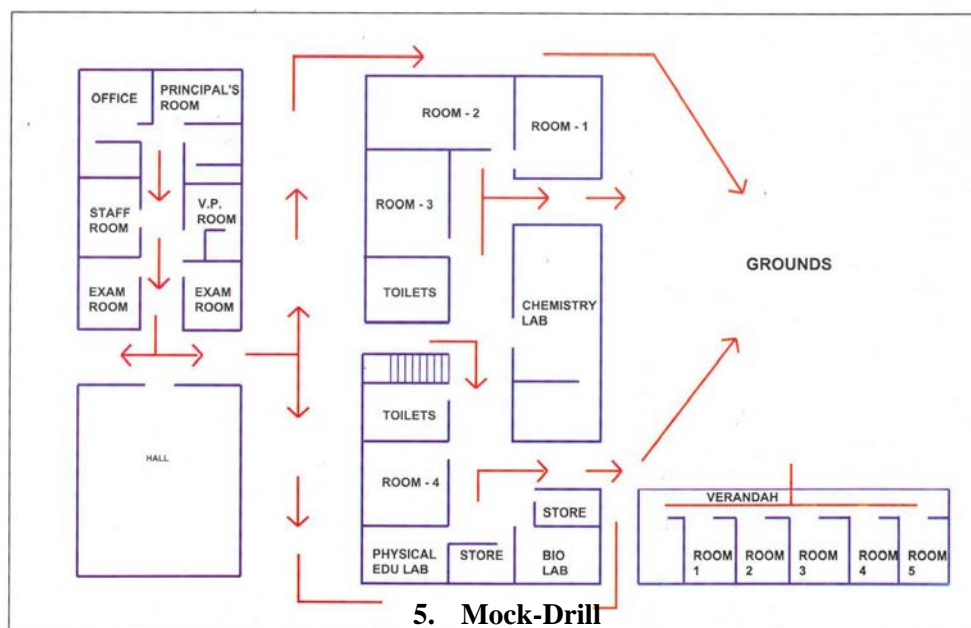 OFFICE
PRINCIPAL'S
ROOM
STAFF
ROOM
V.P.
ROOM
EXAM
ROOM
EXAM
ROOM
HALL
ROOM - 2
ROOM - 1
ROOM - 3
TOILETS
CHEMISTRY
LAB
TOILETS
ROOM - 4
PHYSICAL
EDU LAB
STORE
STORE
BIO
LAB
GROUNDS
VERANDAH
ROOM
1
ROOM
2
ROOM
3
ROOM
4
ROOM
5
5. Mock-Drill